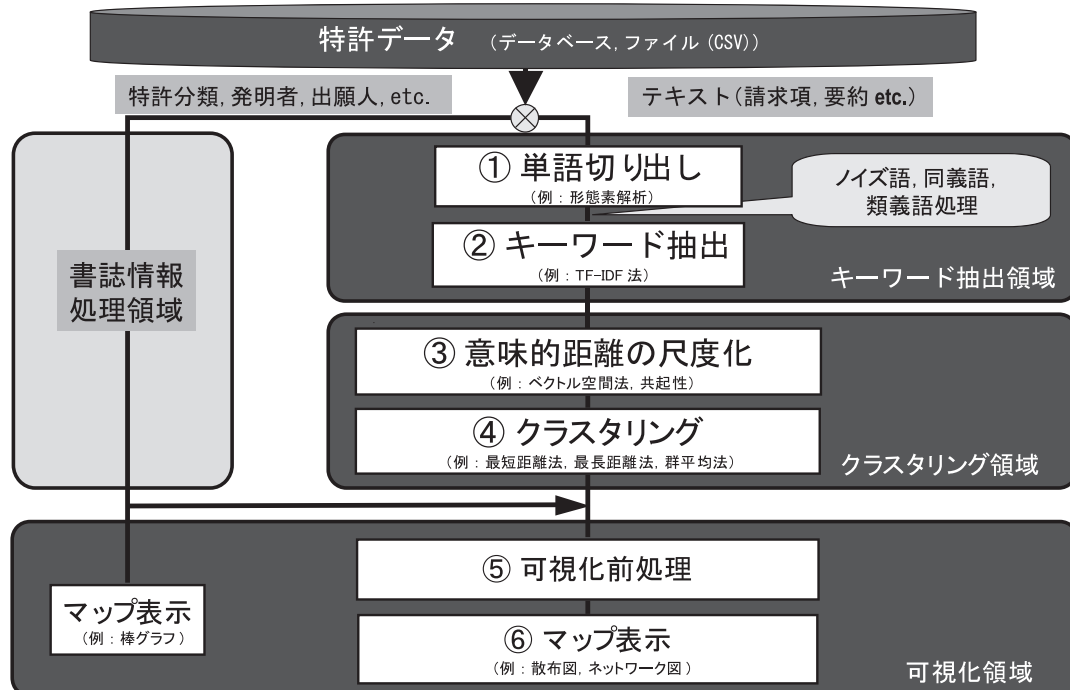 特許データ (データベース, ファイル (CSV))
特許分類, 発明者, 出願人, etc.
テキスト(請求項, 要約 etc.)
① 単語切り出し
(例：形態素解析)
ノイズ語, 同義語,
類義語処理
② キーワード抽出
(例：TF-IDF 法)
キーワード抽出領域
書誌情報
処理領域
③ 意味的距離の尺度化
(例：ベクトル空間法, 共起性)
④ クラスタリング
(例：最短距離法, 最長距離法, 群平均法)
クラスタリング領域
⑤ 可視化前処理
マップ表示
(例：棒グラフ)
⑥ マップ表示
(例：散布図, ネットワーク図)
可視化領域